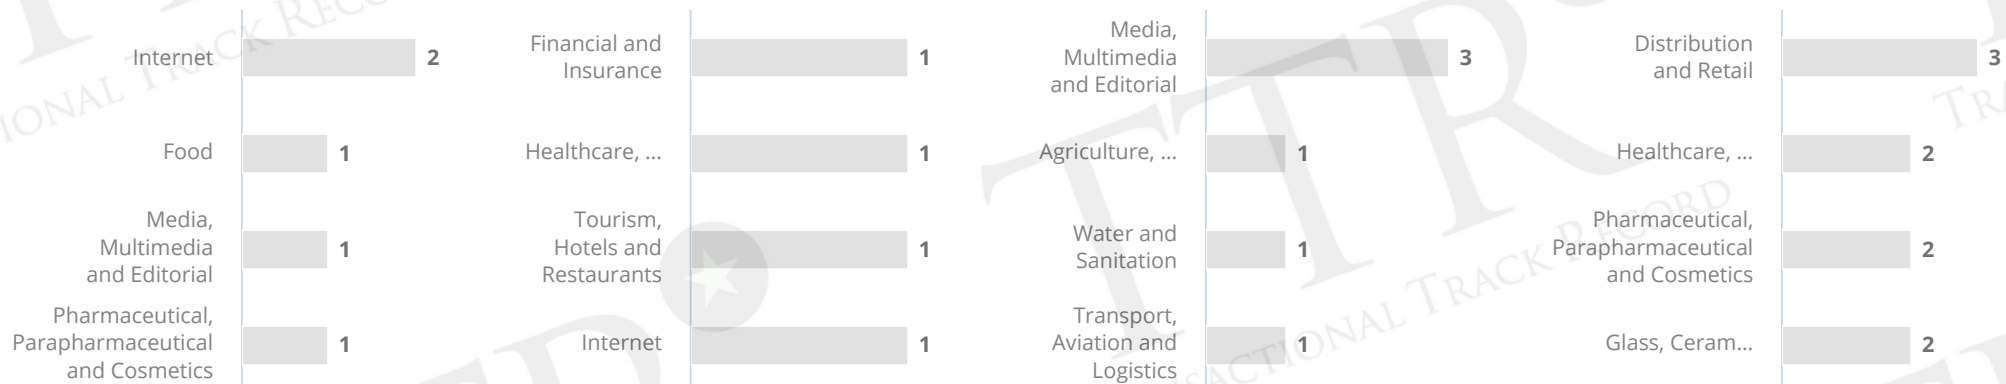 Internet
2
Food
1
Media,
Multimedia
and Editorial
1
Pharmaceutical,
Parapharmaceutical
and Cosmetics
1
Financial and
Insurance
1
Healthcare, ...
1
Tourism,
Hotels and
Restaurants
1
Internet
1
Media,
Multimedia
and Editorial
3
Agriculture, ...
1
Water and
Sanitation
1
Transport,
Aviation and
Logistics
1
Distribution
and Retail
3
Healthcare, ...
2
Pharmaceutical,
Parapharmaceutical
and Cosmetics
2
Glass, Ceram...
2
TTR
TRACK RECORD